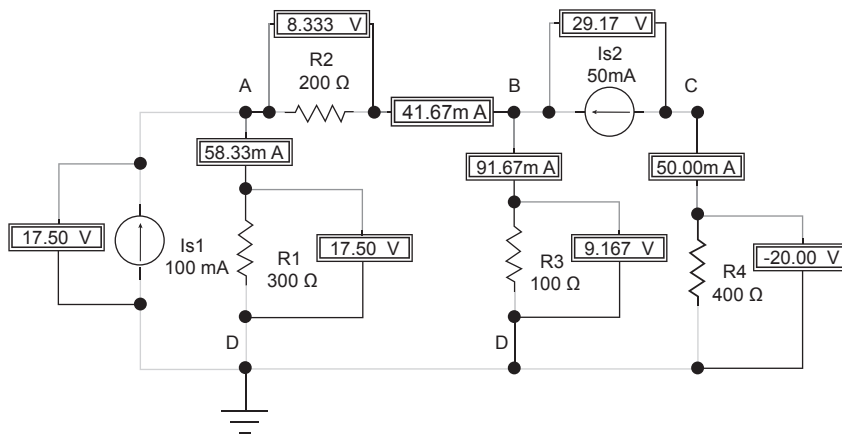 8.333 V
29.17 V
R2
Is2
A
200 Ω
B
50mA
C
41.67m A
58.33m A
91.67m A
50.00m A
17.50 V
Is1
100 mA
R1
300 Ω
17.50 V
R3
100 Ω
9.167 V
R4
400 Ω
-20.00 V
D
D